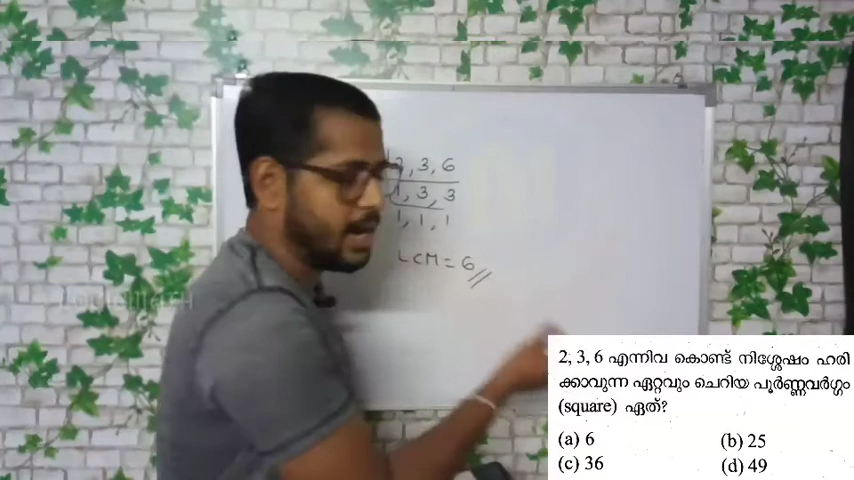 2, 3, 6
1, 3, 3
1, 1, 1
LCM = 6
2, 3, 6 എന്നിവ കൊണ്ട് നിശ്ശേഷം ഹരി
ക്കാവുന്ന ഏറ്റവും ചെറിയ പൂർണ്ണവർഗ്ഗം
(square) ഏത്?
(a) 6
(b) 25
(c) 36
(d) 49